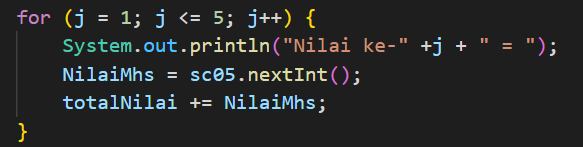 for (j = 1; j <= 5; j++) {
    System.out.println("Nilai ke-" +j + " = ");
    NilaiMhs = sc05.nextInt();
    totalNilai += NilaiMhs;
}